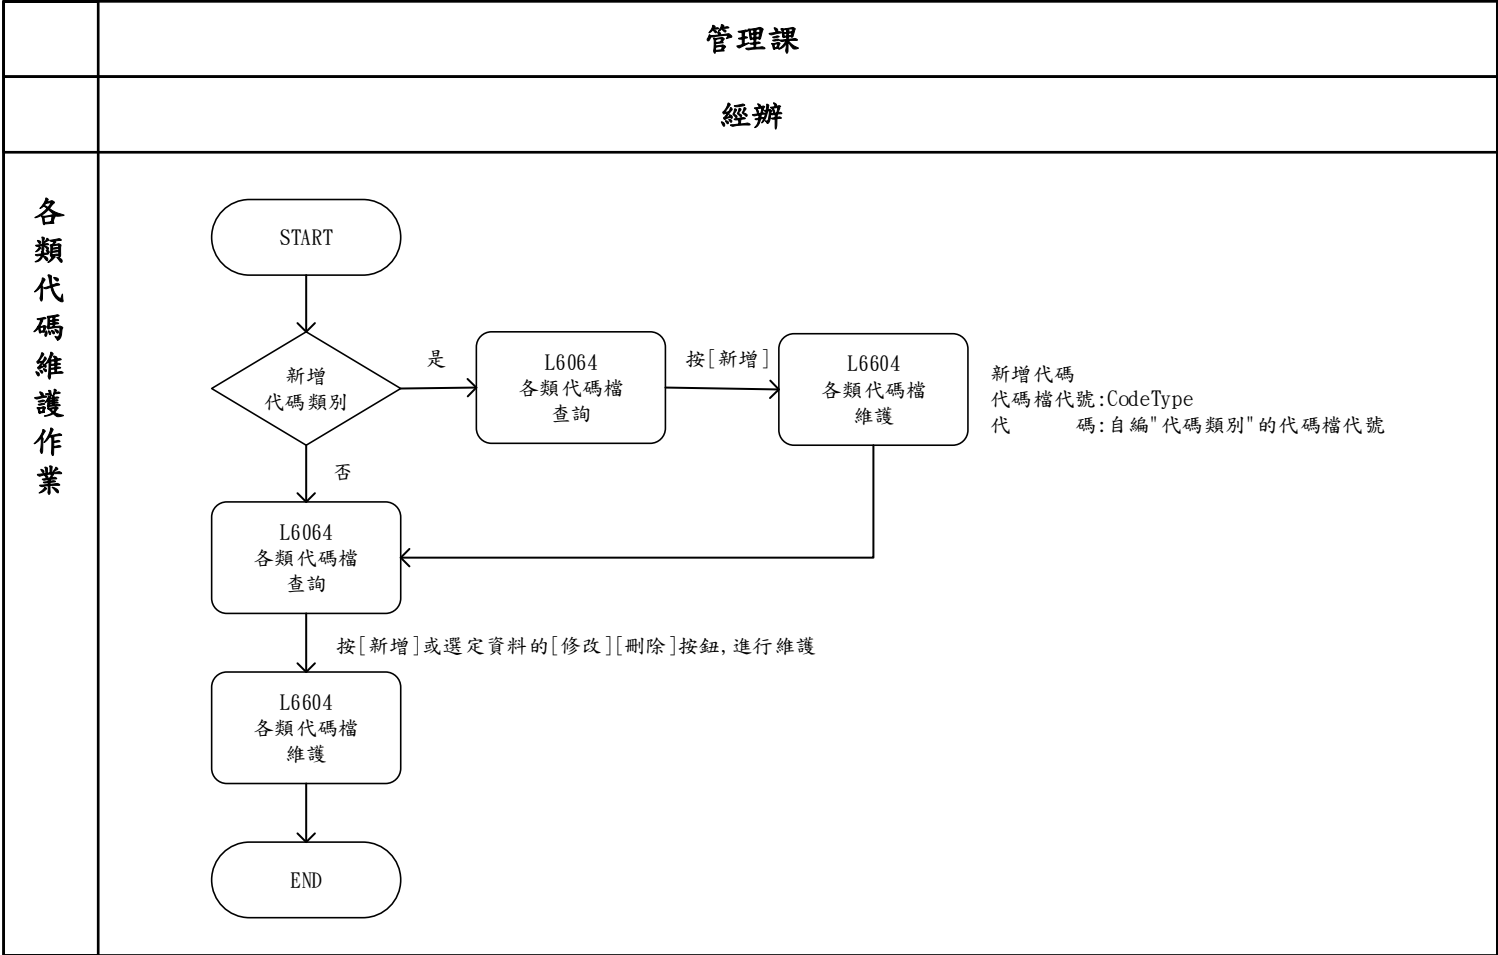 管理課
經辦
各類代碼維護作業
START
新增
代碼類別
是
L6064
各類代碼檔
查詢
按[新增]
L6604
各類代碼檔
維護
新增代碼
代碼檔代號:CodeType
代　　　碼:自編"代碼類別"的代碼檔代號
否
L6064
各類代碼檔
查詢
按[新增]或選定資料的[修改][刪除]按鈕,進行維護
L6604
各類代碼檔
維護
END